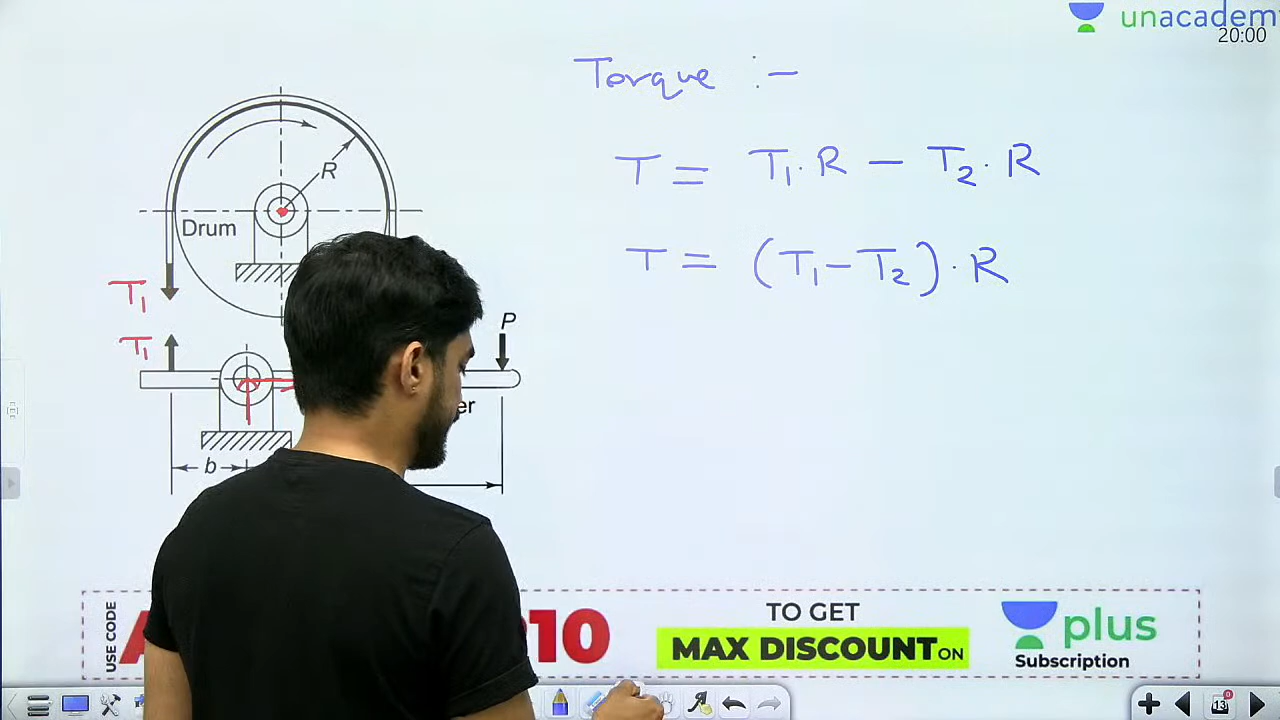 unacadem
20:00
Torque :-
T = T₁.R - T₂.R
T = (T₁-T₂).R
R
Drum
T₁
T₁
P
er
b
USE CODE
A
10
TO GET
MAX DISCOUNT ON
plus
Subscription
13